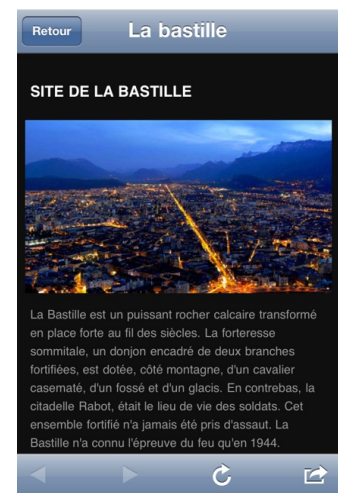 Retour
La bastille
SITE DE LA BASTILLE
La Bastille est un puissant rocher calcaire transformé
en place forte au fil des siècles. La forteresse
sommitale, un donjon encadré de deux branches
fortifiées, est dotée, côté montagne, d'un cavalier
casematé, d'un fossé et d'un glacis. En contrebas, la
citadelle Rabot, était le lieu de vie des soldats. Cet
ensemble fortifié n'a jamais été pris d'assaut. La
Bastille n'a connu l'épreuve du feu qu'en 1944.